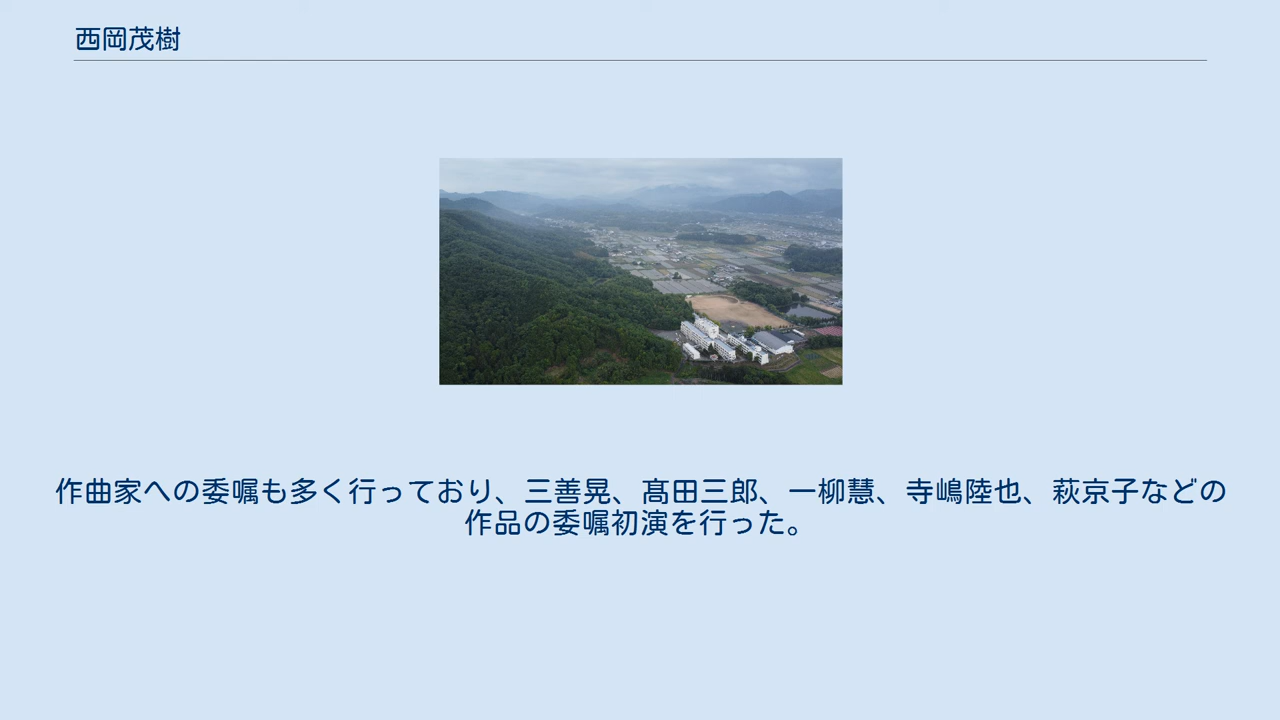 西岡茂樹
作曲家への委嘱も多く行っており、三善晃、髙田三郎、一柳慧、寺嶋陸也、萩京子などの
作品の委嘱初演を行った。